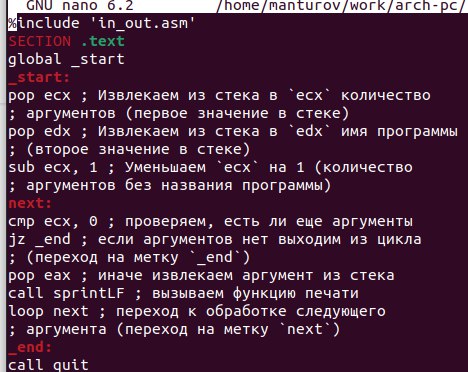 GNU nano 6.2 /home/manturov/work/arch-pc/
%include 'in_out.asm'
SECTION .text
global _start
_start:
pop ecx ; Извлекаем из стека в `ecx` количество
; аргументов (первое значение в стеке)
pop edx ; Извлекаем из стека в `edx` имя программы
; (второе значение в стеке)
sub ecx, 1 ; Уменьшаем `ecx` на 1 (количество
; аргументов без названия программы)
next:
cmp ecx, 0 ; проверяем, есть ли еще аргументы
jz _end ; если аргументов нет выходим из цикла
; (переход на метку `_end`)
pop eax ; иначе извлекаем аргумент из стека
call sprintLF ; вызываем функцию печати
loop next ; переход к обработке следующего
; аргумента (переход на метку `next`)
_end:
call quit